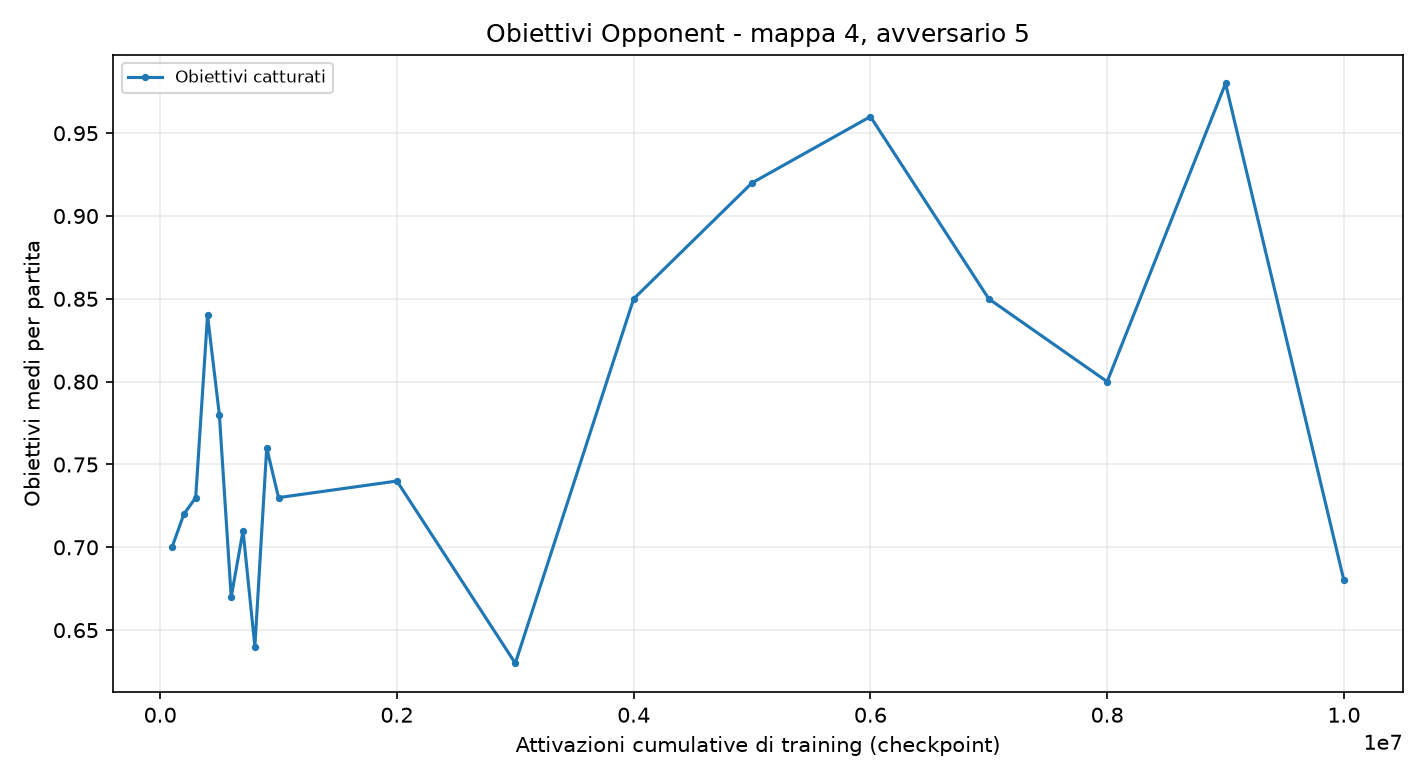 Obiettivi Opponent - mappa 4, avversario 5
Obiettivi catturati
Obiettivi medi per partita
0.95
0.90
0.85
0.80
0.75
0.70
0.65
0.0 0.2 0.4 0.6 0.8 1.0
1e7
Attivazioni cumulative di training (checkpoint)